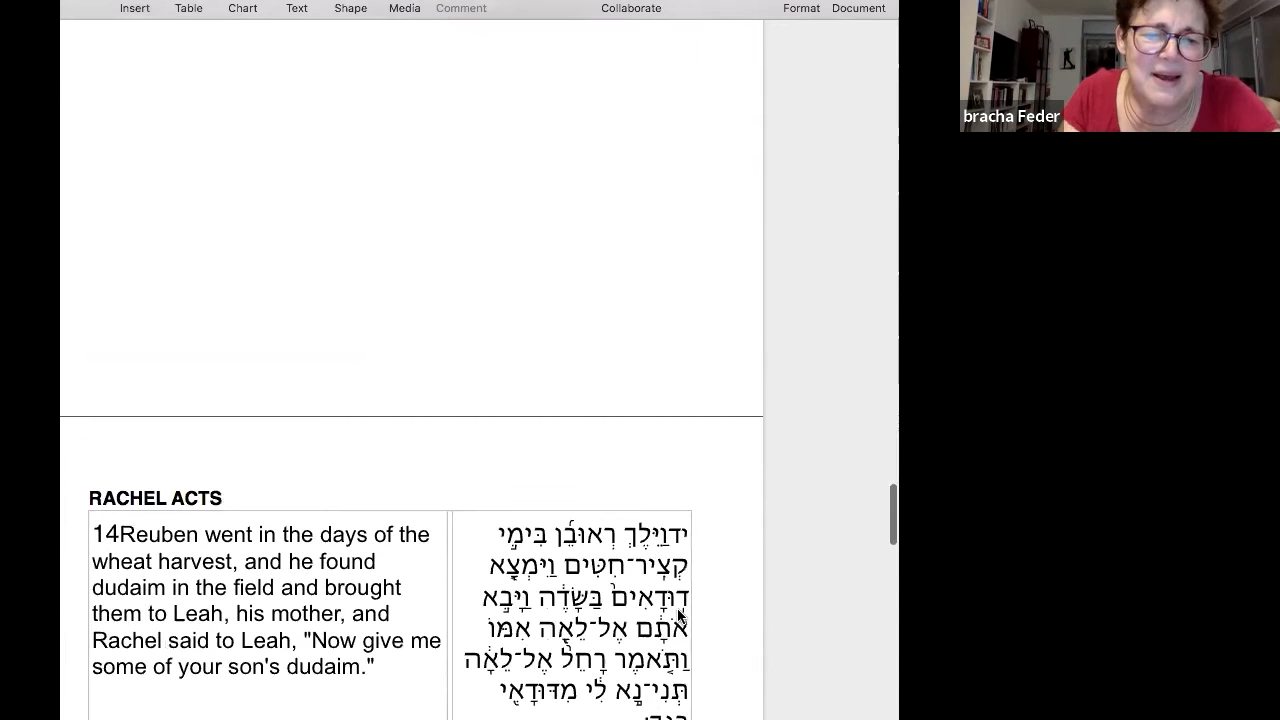 Insert Table Chart Text Shape Media Comment Collaborate Format Document
bracha Feder
RACHEL ACTS
14Reuben went in the days of the
wheat harvest, and he found
dudaim in the field and brought
them to Leah, his mother, and
Rachel said to Leah, "Now give me
some of your son's dudaim."
ידוַיֵּ֨לֶךְ רְאוּבֵ֜ן בִּימֵ֣י
קְצִיר־חִטִּ֗ים וַיִּמְצָ֤א
דֽוּדָאִים֙ בַּשָּׂדֶ֔ה וַיָּבֵ֣א
אֹתָ֔ם אֶל־לֵאָ֖ה אִמּ֑וֹ
וַתֹּ֤אמֶר רָחֵל֙ אֶל־לֵאָ֔ה
תְּנִי־נָ֣א לִ֔י מִדּוּדָאֵ֖י